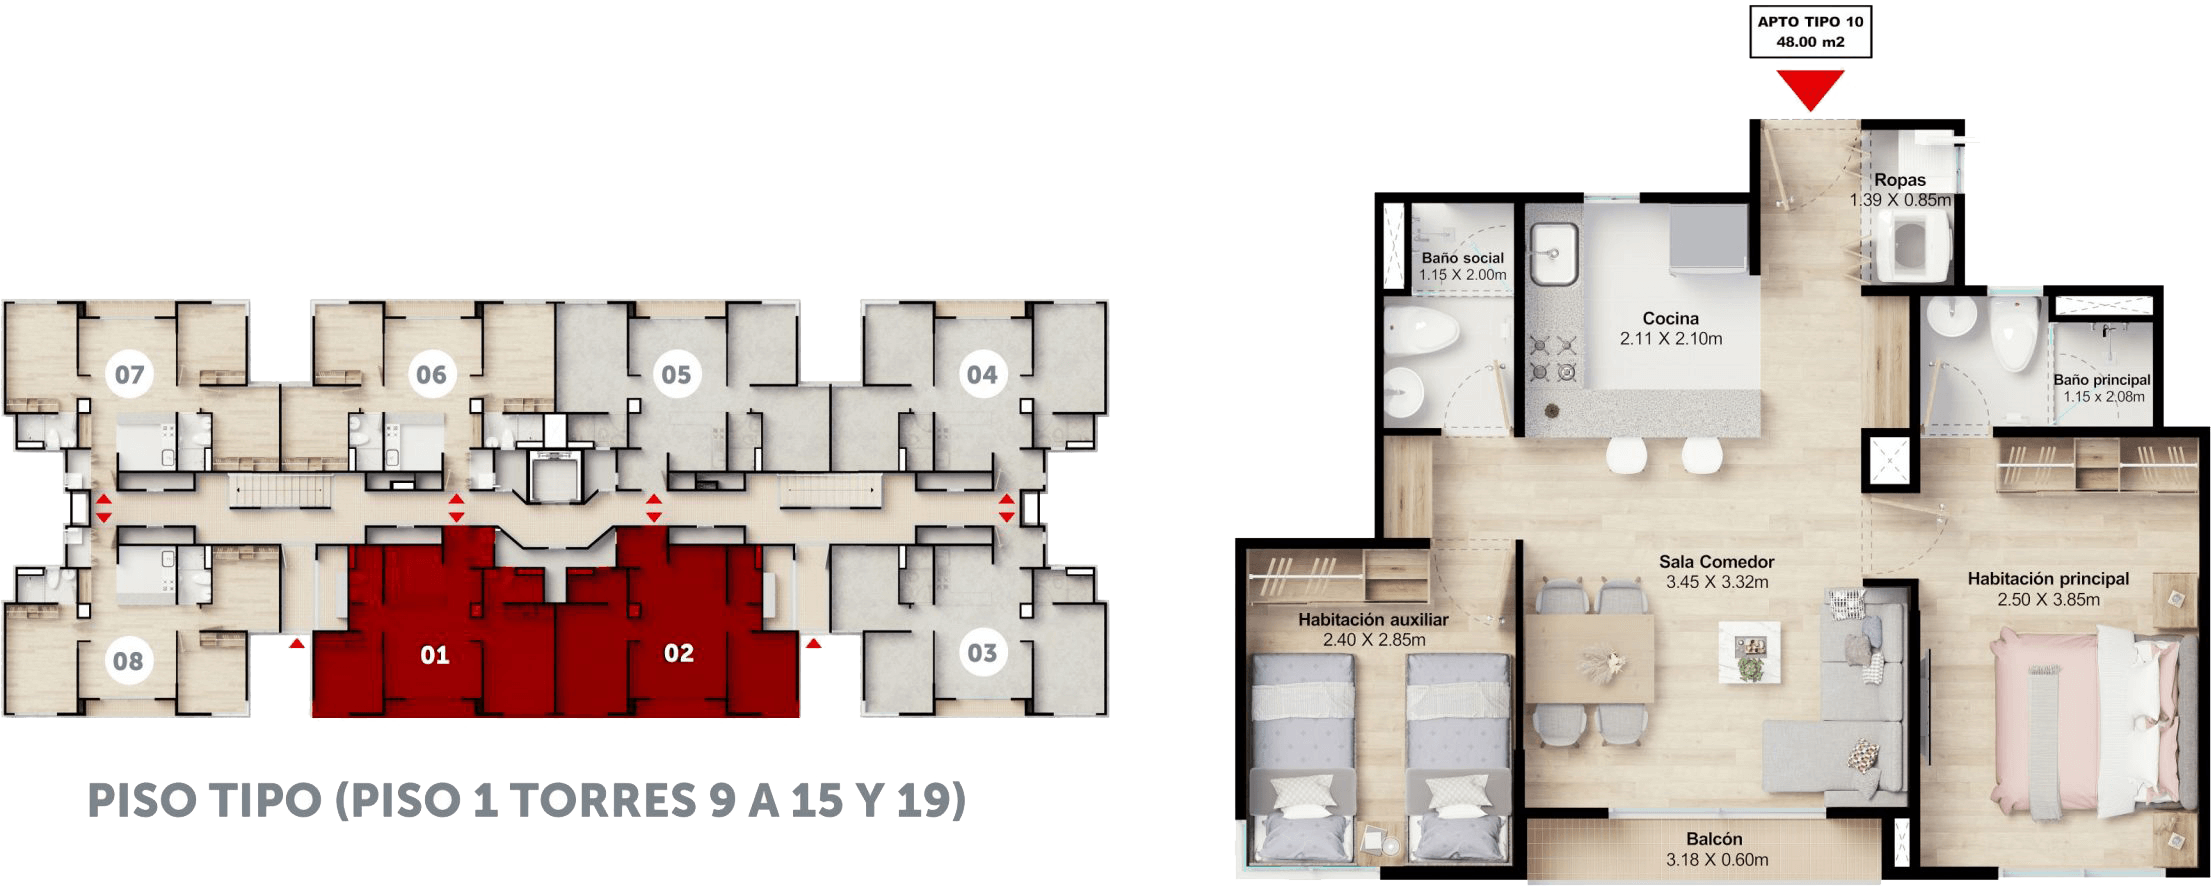 07
06
05
04
01
02
03
08
PISO TIPO (PISO 1 TORRES 9 A 15 Y 19)
APTO TIPO 10
48.00 m2
Ropas
1.39 X 0.85m
Baño social
1.15 X 2.00m
Cocina
2.11 X 2.10m
Baño principal
1.15 x 2.08m
Sala Comedor
3.45 X 3.32m
Habitación principal
2.50 X 3.85m
Habitación auxiliar
2.40 X 2.85m
Balcón
3.18 X 0.60m